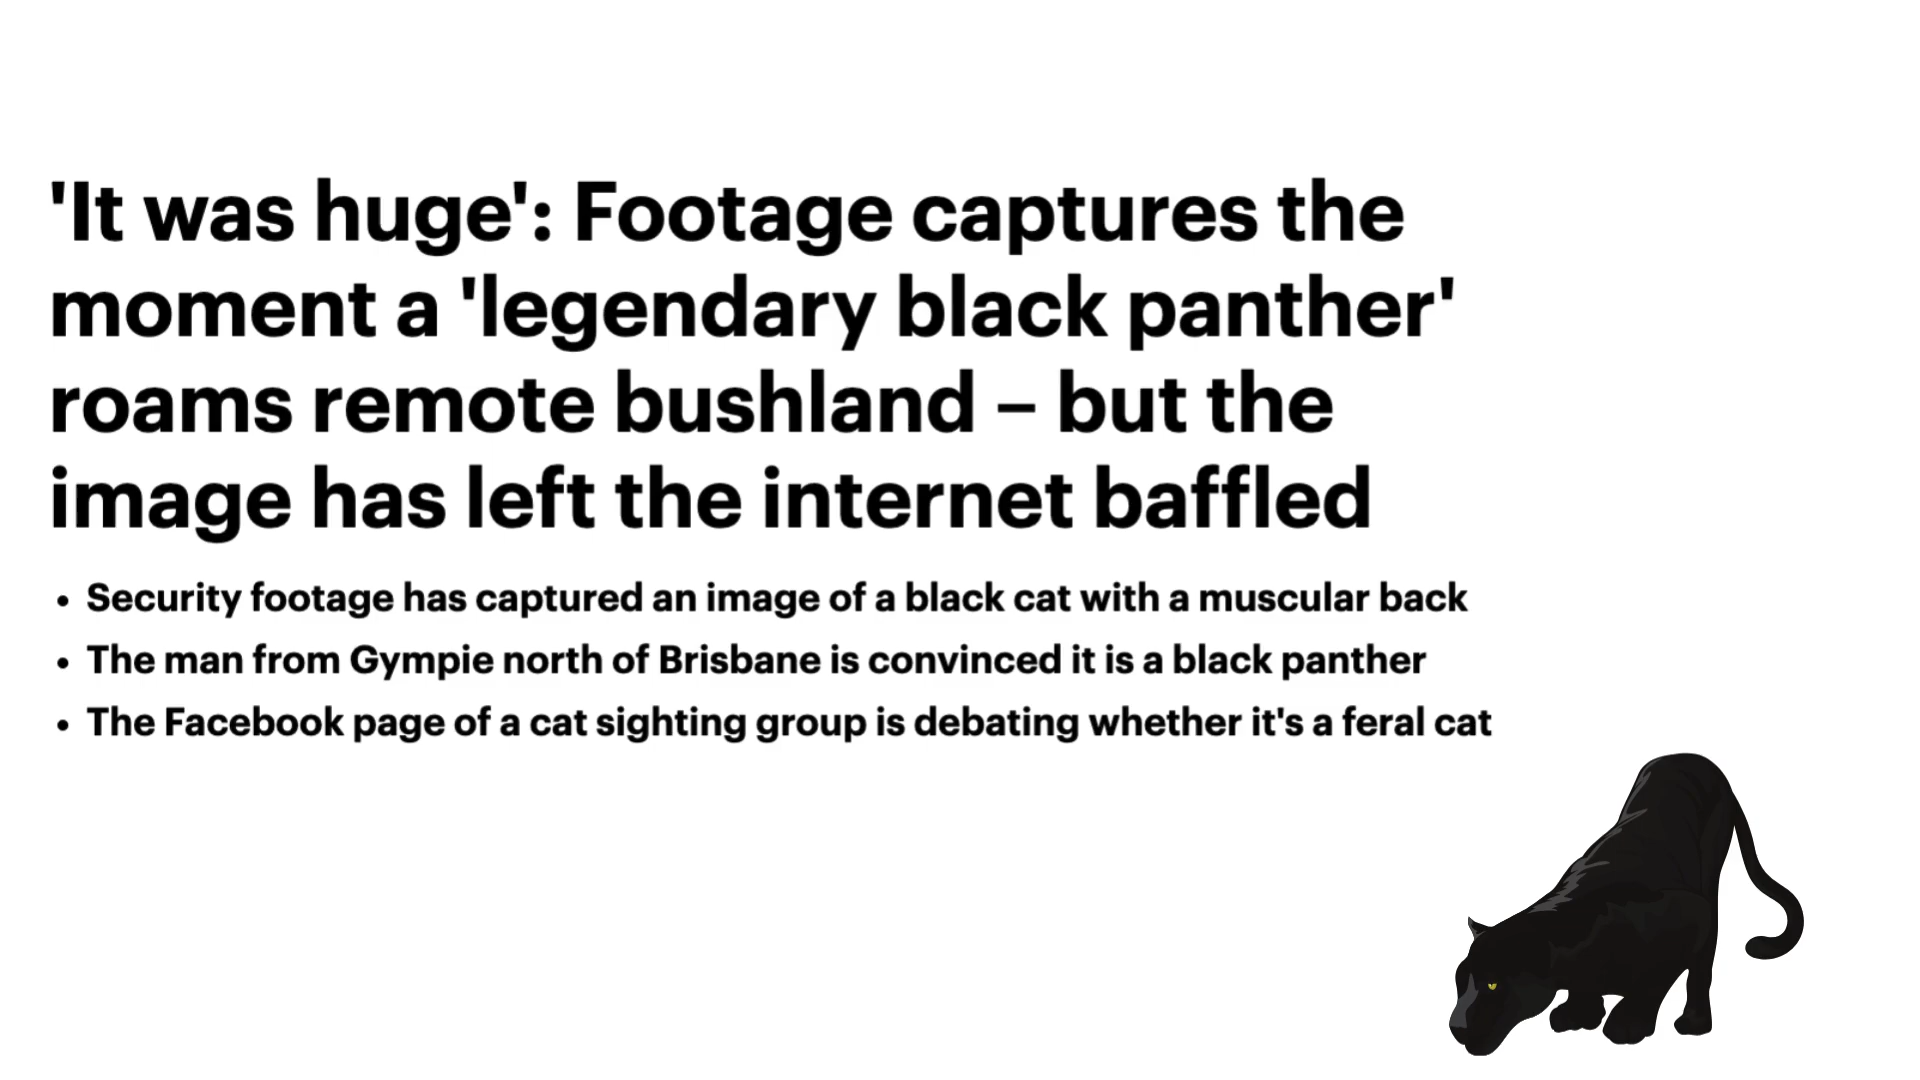 'It was huge': Footage captures the
moment a 'legendary black panther'
roams remote bushland – but the
image has left the internet baffled
• Security footage has captured an image of a black cat with a muscular back
• The man from Gympie north of Brisbane is convinced it is a black panther
• The Facebook page of a cat sighting group is debating whether it's a feral cat